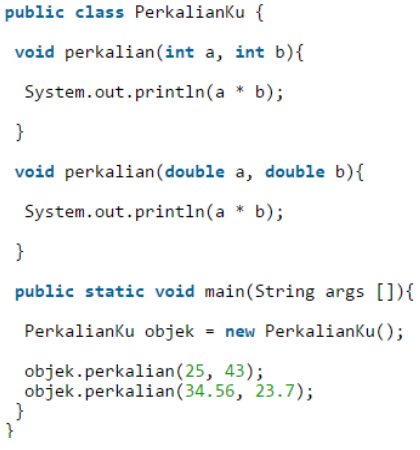 public class PerkalianKu {
void perkalian(int a, int b){
System.out.println(a * b);
}
void perkalian(double a, double b){
System.out.println(a * b);
}
public static void main(String args []){
PerkalianKu objek = new PerkalianKu();
objek.perkalian(25, 43);
objek.perkalian(34.56, 23.7);
}
}